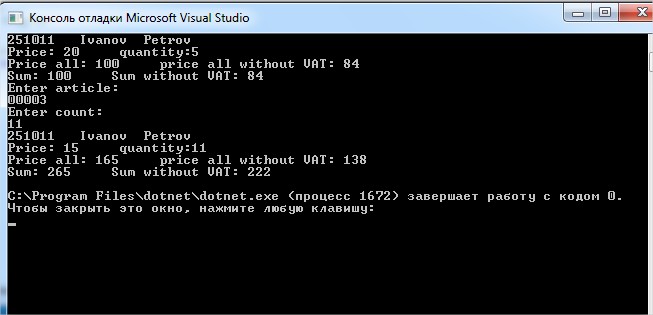 Консоль отладки Microsoft Visual Studio
251011   Ivanov  Petrov
Price: 20     quantity:5
Price all: 100     price all without VAT: 84
Sum: 100     Sum without VAT: 84
Enter article:
00003
Enter count:
11
251011   Ivanov  Petrov
Price: 15     quantity:11
Price all: 165     price all without VAT: 138
Sum: 265     Sum without VAT: 222
C:\Program Files\dotnet\dotnet.exe (процесс 1672) завершает работу с кодом 0.
Чтобы закрыть это окно, нажмите любую клавишу: